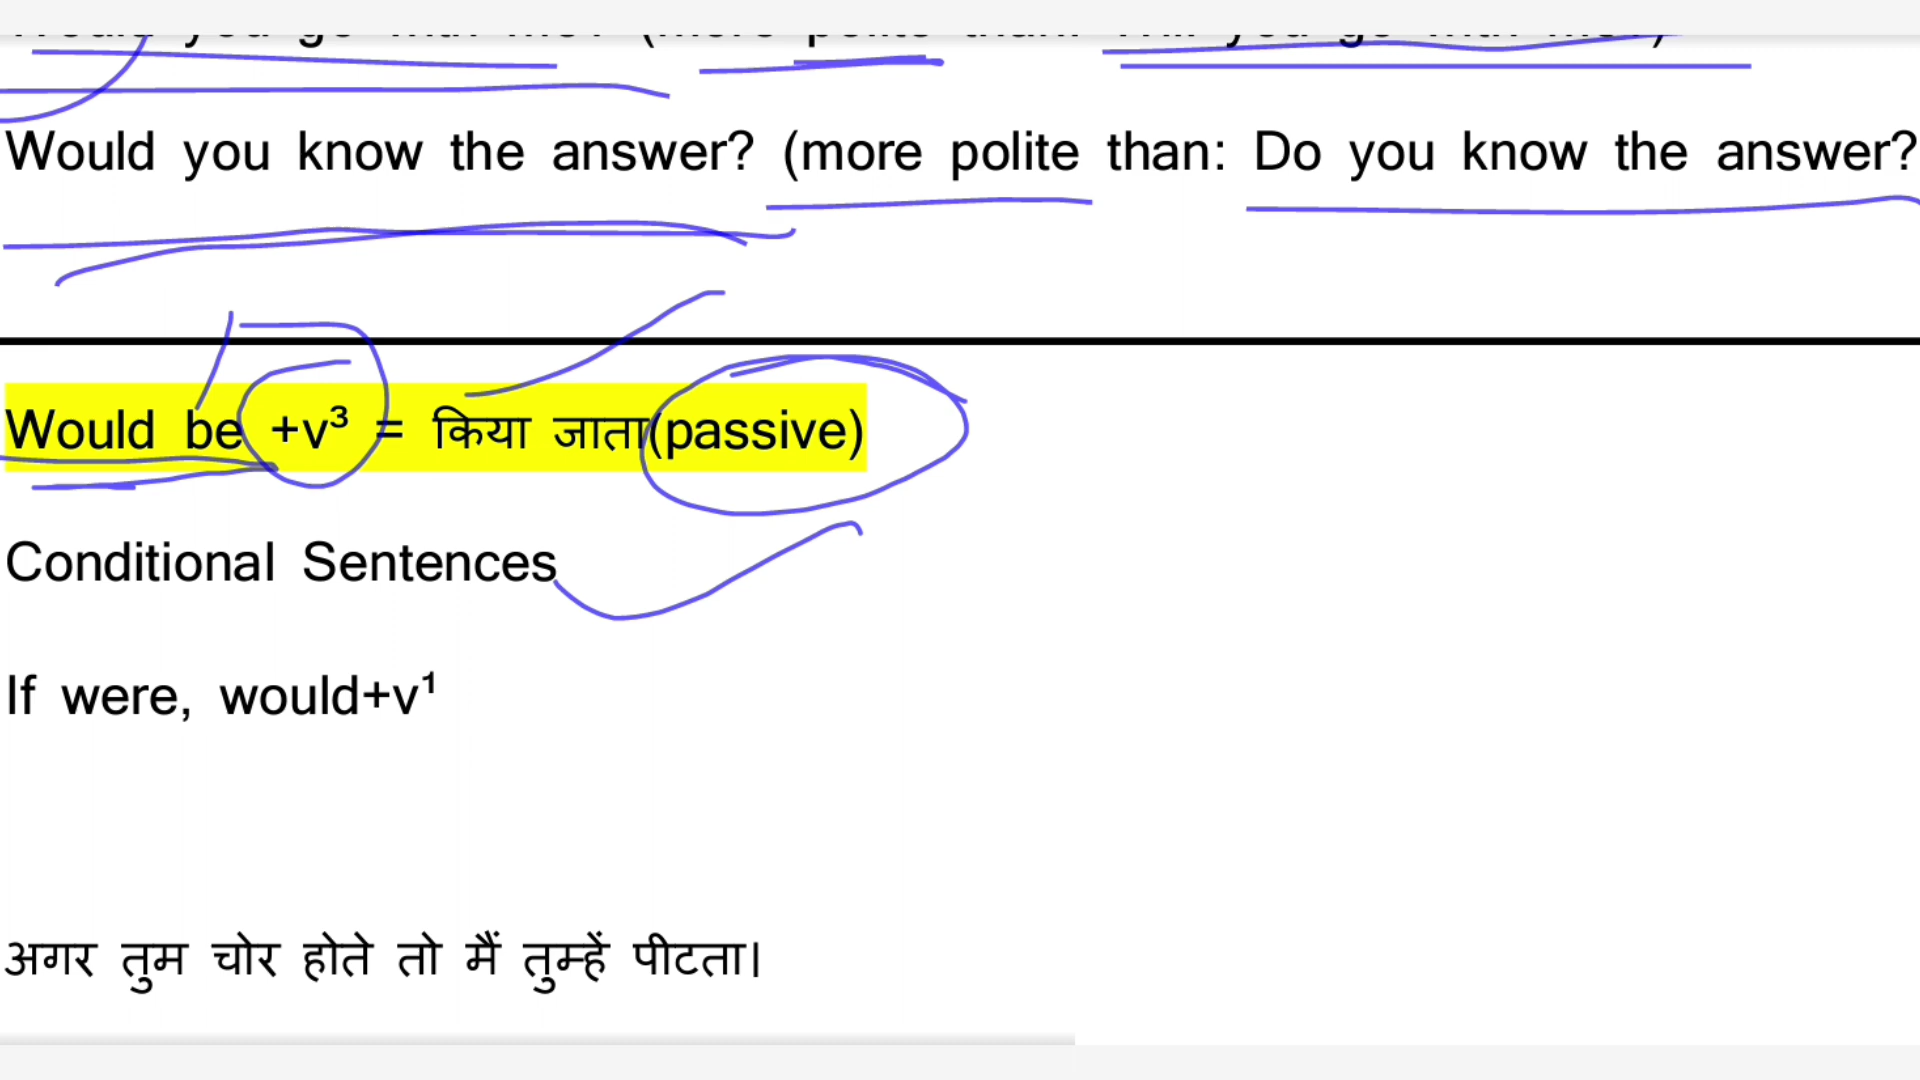 Would you know the answer? (more polite than: Do you know the answer?
Would be +v³ = किया जाता(passive)
Conditional Sentences
If were, would+v¹
अगर तुम चोर होते तो मैं तुम्हें पीटता।